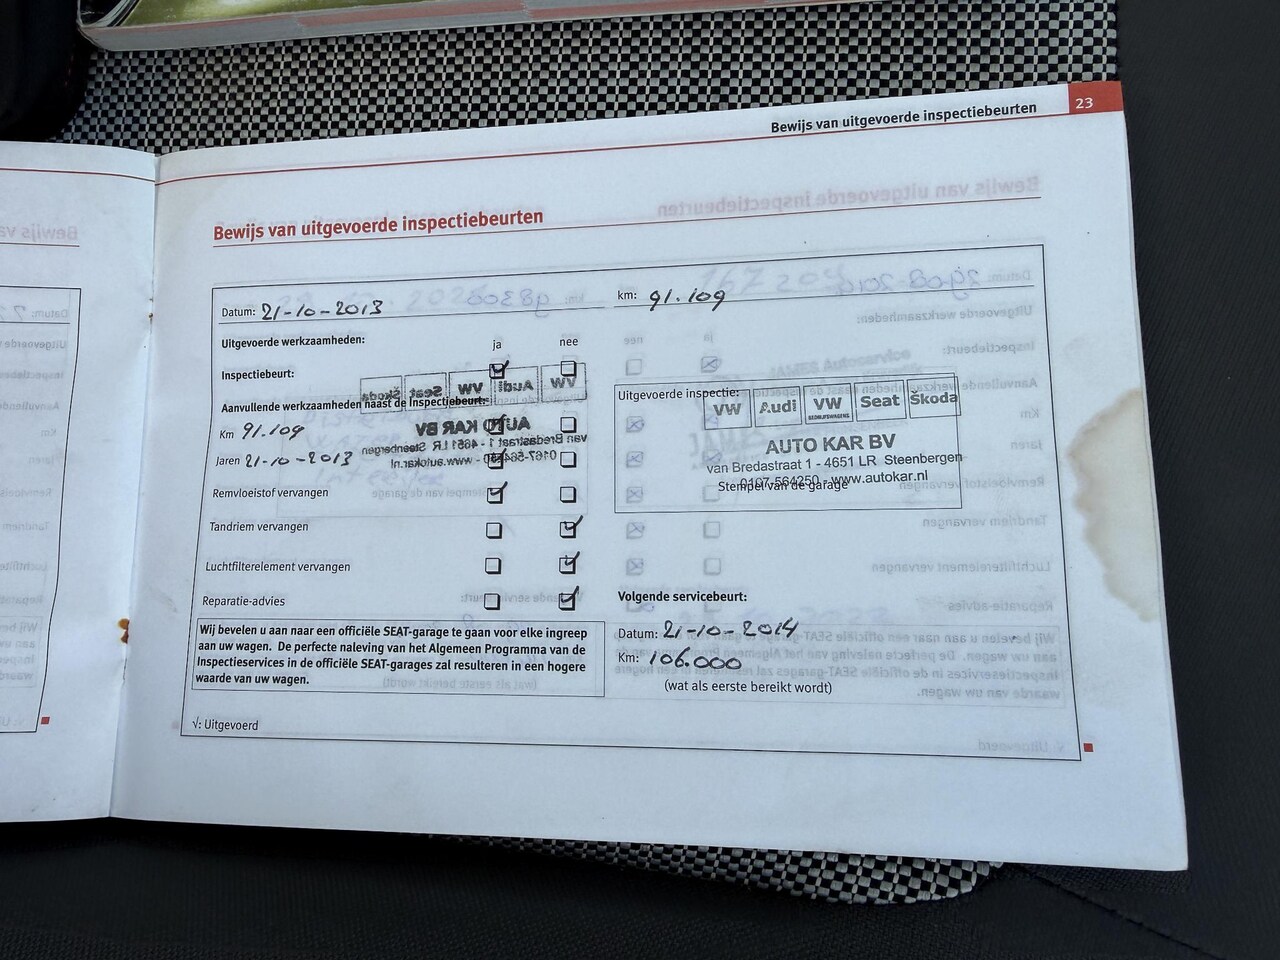 23
Bewijs van uitgevoerde inspectiebeurten
Bewijs van uitgevoerde inspectiebeurten
Datum: 21-10-2013
km: 91.109
Uitgevoerde werkzaamheden:
ja nee
Inspectiebeurt:
Aanvullende werkzaamheden naast de Inspectiebeurt:
Km 91.109
Jaren 21-10-2013
Remvloeistof vervangen
Tandriem vervangen
Luchtfilterelement vervangen
Reparatie-advies
Wij bevelen u aan naar een officiële SEAT-garage te gaan voor elke ingreep
aan uw wagen. De perfecte naleving van het Algemeen Programma van de
Inspectieservices in de officiële SEAT-garages zal resulteren in een hogere
waarde van uw wagen.
√: Uitgevoerd
Uitgevoerde inspectie:
VW Audi VW Seat Škoda
BEDRIJFSWAGENS
AUTO KAR BV
van Bredastraat 1 - 4651 LR Steenbergen
0167-564250 - www.autokar.nl
Stempel van de garage
Volgende servicebeurt:
Datum: 21-10-2014
Km: 106.000
(wat als eerste bereikt wordt)